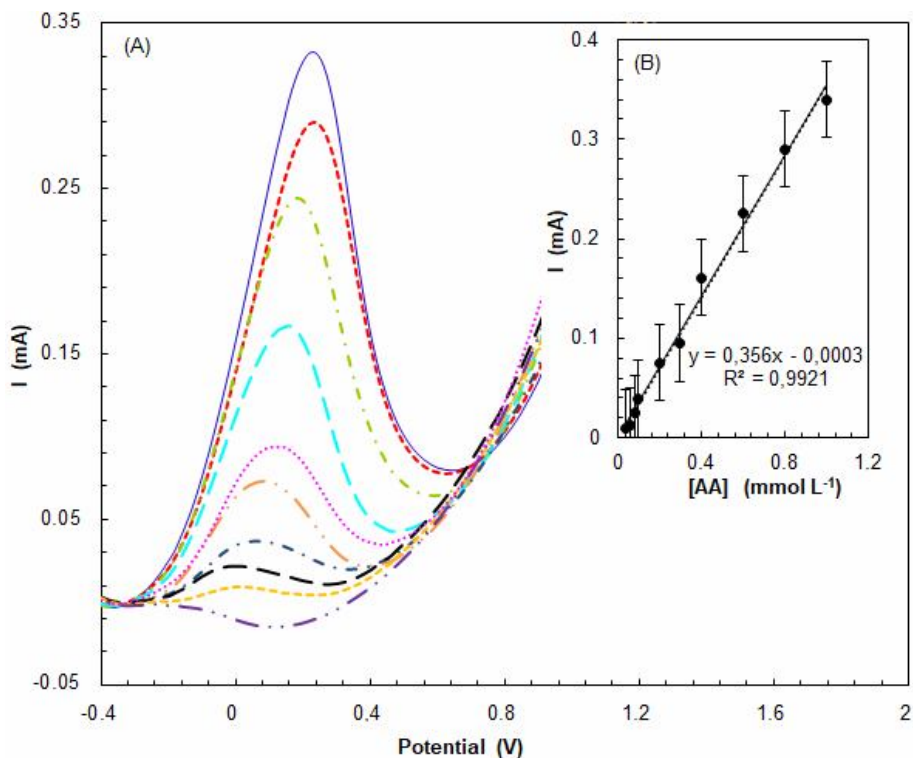 (A)
0.35
0.25
0.15
0.05
-0.05
I (mA)
-0.4
0
0.4
0.8
1.2
1.6
2
Potential (V)
(B)
0.4
0.3
0.2
0.1
0
I (mA)
y = 0,356x - 0,0003
R² = 0,9921
0
0.4
0.8
1.2
[AA] (mmol L⁻¹)